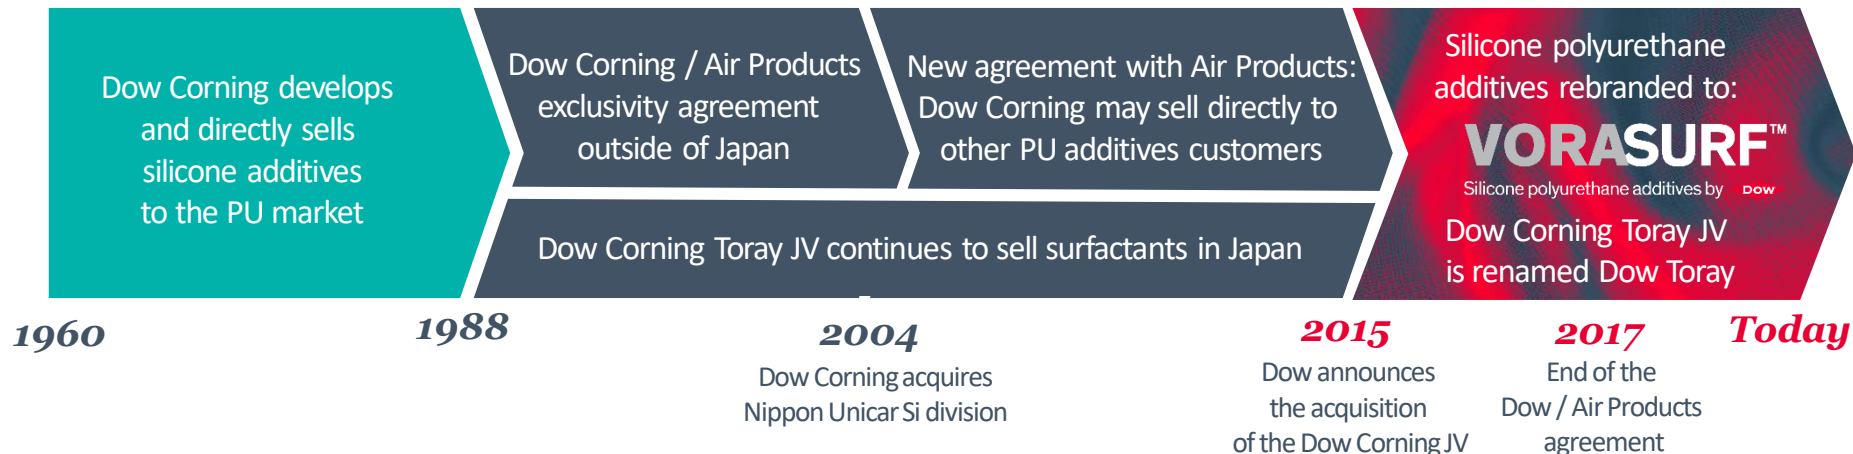 Dow Corning develops
and directly sells
silicone additives
to the PU market
Dow Corning / Air Products
exclusivity agreement
outside of Japan
New agreement with Air Products:
Dow Corning may sell directly to
other PU additives customers
Dow Corning Toray JV continues to sell surfactants in Japan
Silicone polyurethane
additives rebranded to:
VORASURF™
Silicone polyurethane additives by Dow
Dow Corning Toray JV
is renamed Dow Toray
1960
1988
2004
Dow Corning acquires
Nippon Unicar Si division
2015
Dow announces
the acquisition
of the Dow Corning JV
2017
End of the
Dow / Air Products
agreement
Today